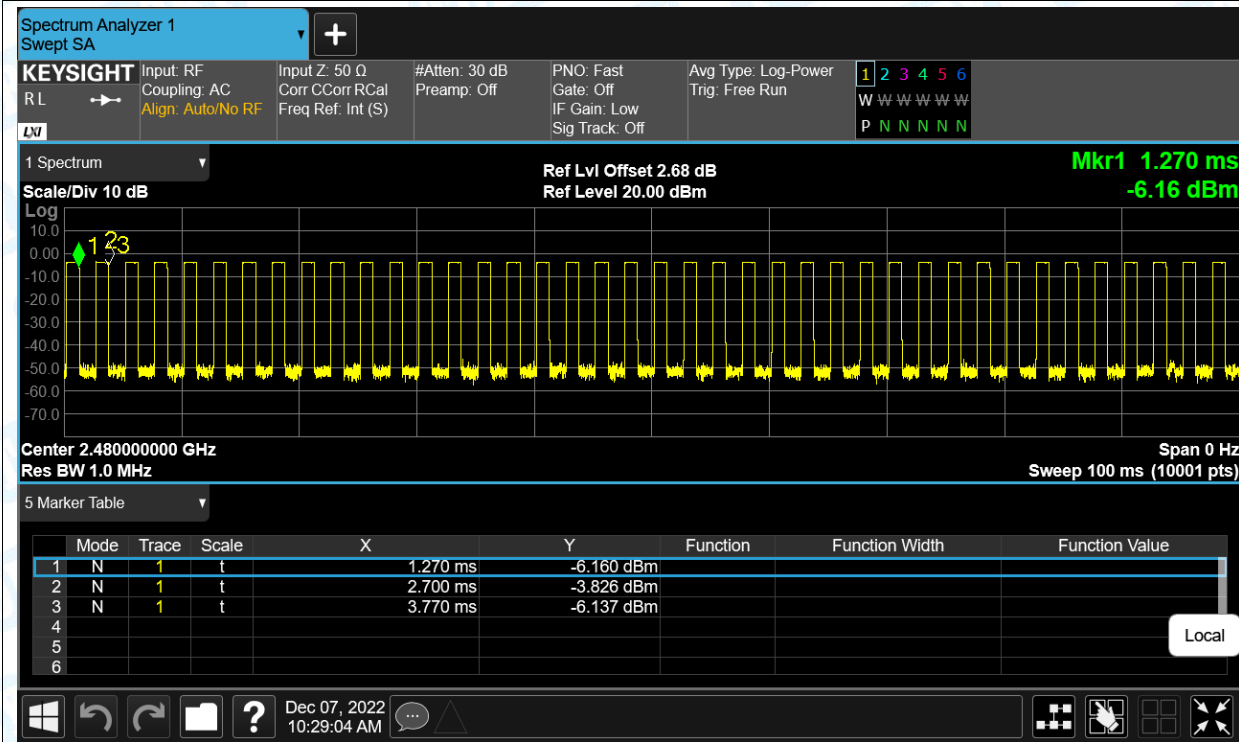 Spectrum Analyzer 1
Swept SA
+
KEYSIGHT
R L
LXI
Input: RF
Coupling: AC
Align: Auto/No RF
Input Z: 50 Ω
Corr CCorr RCal
Freq Ref: Int (S)
#Atten: 30 dB
Preamp: Off
PNO: Fast
Gate: Off
IF Gain: Low
Sig Track: Off
Avg Type: Log-Power
Trig: Free Run
1 2 3 4 5 6
W W W W W W
P N N N N N
1 Spectrum
Scale/Div 10 dB
Ref Lvl Offset 2.68 dB
Ref Level 20.00 dBm
Mkr1 1.270 ms
-6.16 dBm
Log
10.0
0.00
-10.0
-20.0
-30.0
-40.0
-50.0
-60.0
-70.0
1 2 3
Center 2.480000000 GHz
Res BW 1.0 MHz
Span 0 Hz
Sweep 100 ms (10001 pts)
5 Marker Table
Mode Trace Scale X Y Function Function Width Function Value
1 N 1 t 1.270 ms -6.160 dBm
2 N 1 t 2.700 ms -3.826 dBm
3 N 1 t 3.770 ms -6.137 dBm
4
5
6
Local
?
Dec 07, 2022
10:29:04 AM